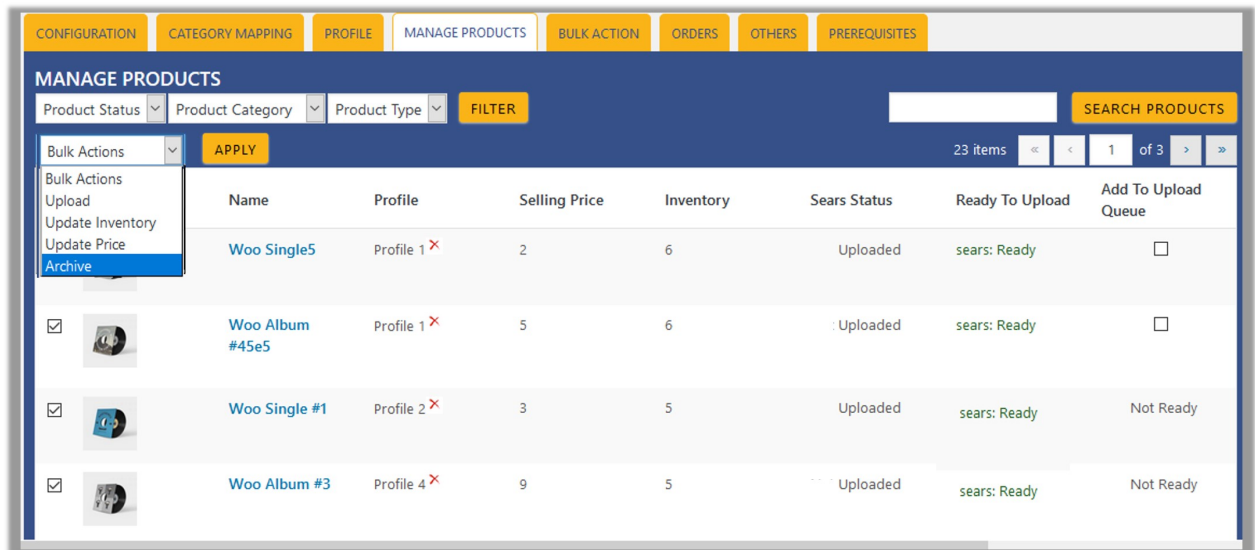 CONFIGURATION CATEGORY MAPPING PROFILE MANAGE PRODUCTS BULK ACTION ORDERS OTHERS PREREQUISITES
MANAGE PRODUCTS
Product Status Product Category Product Type FILTER SEARCH PRODUCTS
Bulk Actions APPLY 23 items « ‹ 1 of 3 › »
Bulk Actions
Upload
Update Inventory
Update Price
Archive
Name Profile Selling Price Inventory Sears Status Ready To Upload Add To Upload
Queue
Woo Single5 Profile 1 2 6 Uploaded sears: Ready
Woo Album Profile 1 5 6 : Uploaded sears: Ready
#45e5
Woo Single #1 Profile 2 3 5 Uploaded sears: Ready Not Ready
Woo Album #3 Profile 4 9 5 Uploaded sears: Ready Not Ready